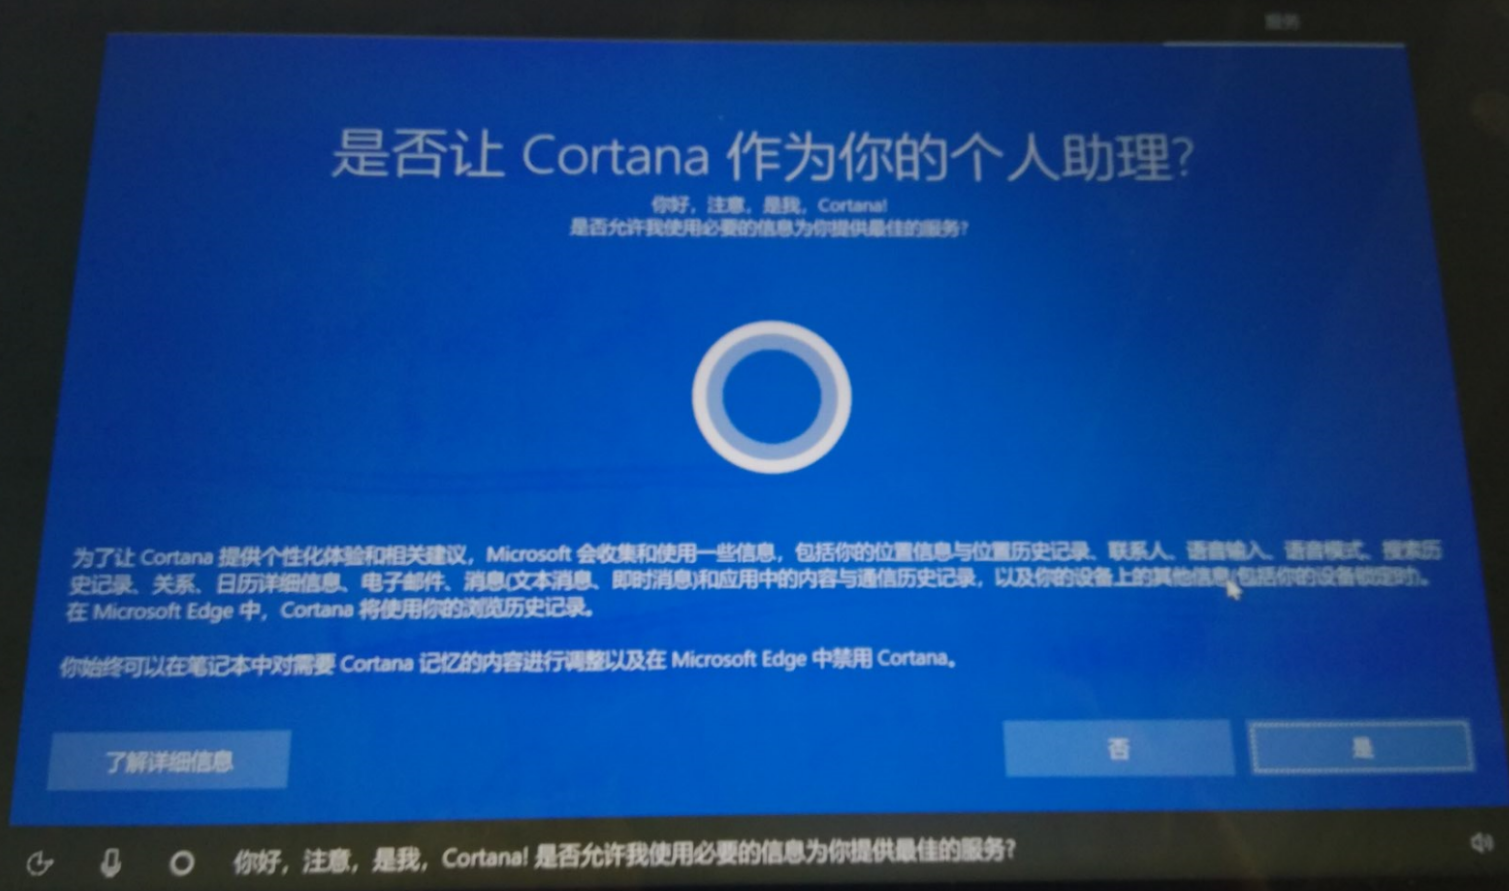 服务
是否让 Cortana 作为你的个人助理?
你好，注意，是我，Cortana!
是否允许我使用必要的信息为你提供最佳的服务?
为了让 Cortana 提供个性化体验和相关建议，Microsoft 会收集和使用一些信息，包括你的位置信息与位置历史记录、联系人、语音输入、语音模式、搜索历
史记录、关系、日历详细信息、电子邮件、消息(文本消息、即时消息)和应用中的内容与通信历史记录，以及你的设备上的其他信息(包括你的设备锁定时)。
在 Microsoft Edge 中，Cortana 将使用你的浏览历史记录。
你始终可以在笔记本中对需要 Cortana 记忆的内容进行调整以及在 Microsoft Edge 中禁用 Cortana。
了解详细信息
否
是
你好，注意，是我，Cortana! 是否允许我使用必要的信息为你提供最佳的服务?